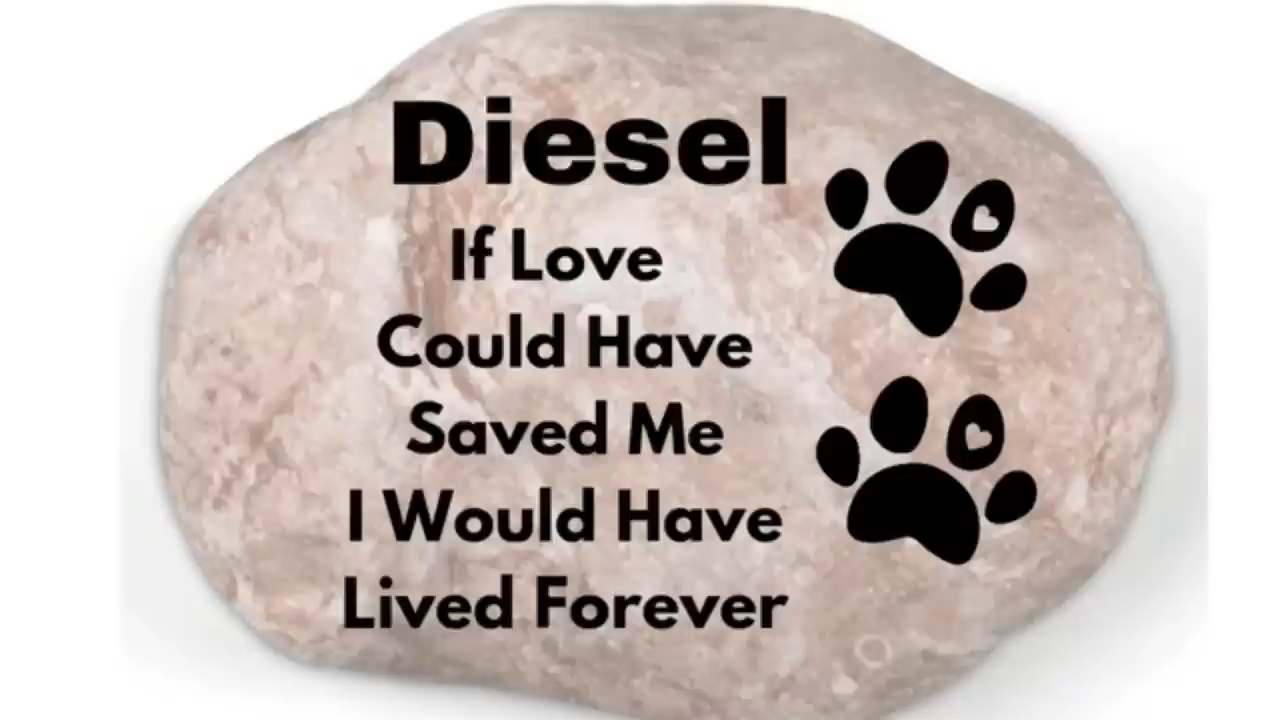 Diesel
If Love
Could Have
Saved Me
I Would Have
Lived Forever